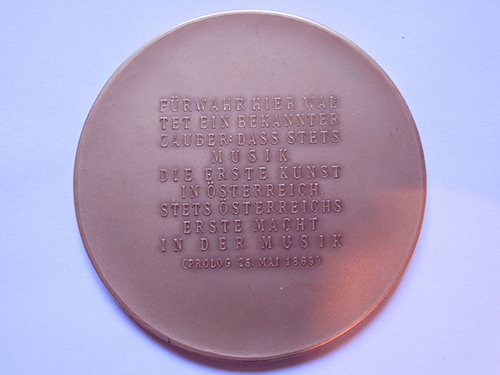 FÜRWAHR HIER WAL-
TET EIN BEKANNTER
ZAUBER: DASS STETS
MUSIK
DIE ERSTE KUNST
IN ÖSTERREICH,
STETS ÖSTERREICHS
ERSTE MACHT
IN DER MUSIK
(PROLOG 25. MAI 1869)